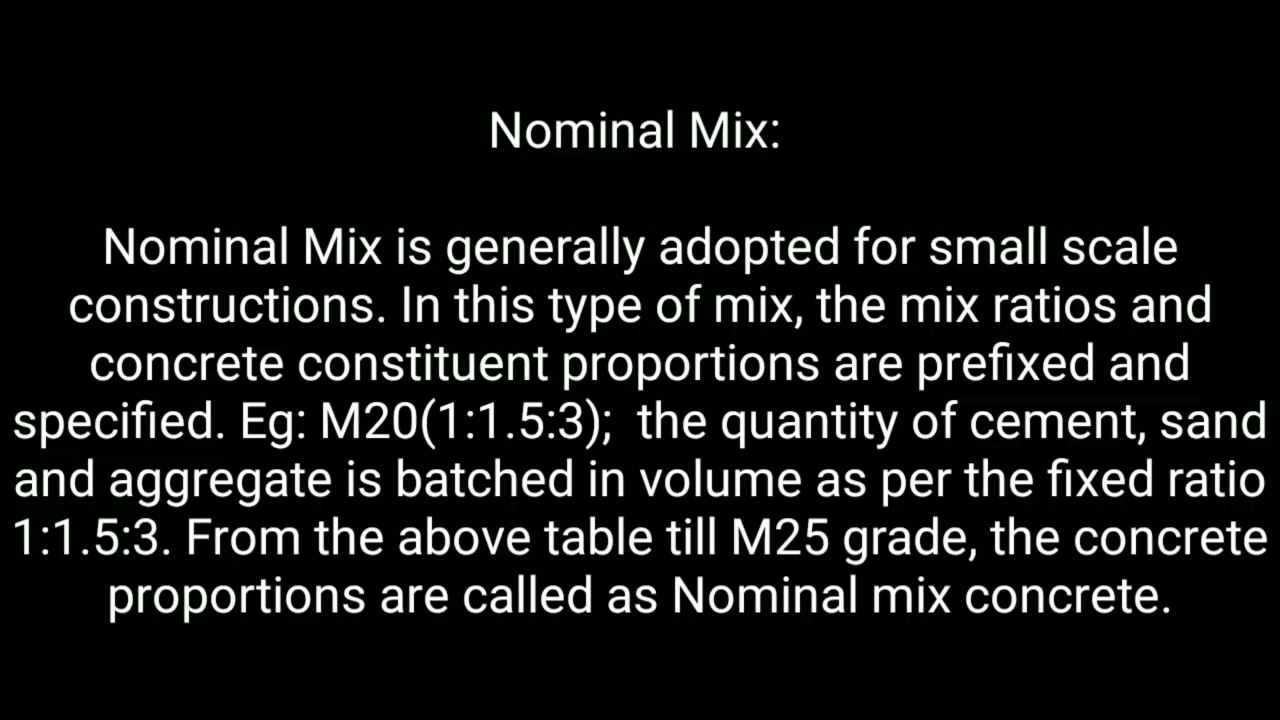 Nominal Mix:
Nominal Mix is generally adopted for small scale
constructions. In this type of mix, the mix ratios and
concrete constituent proportions are prefixed and
specified. Eg: M20(1:1.5:3);  the quantity of cement, sand
and aggregate is batched in volume as per the fixed ratio
1:1.5:3. From the above table till M25 grade, the concrete
proportions are called as Nominal mix concrete.